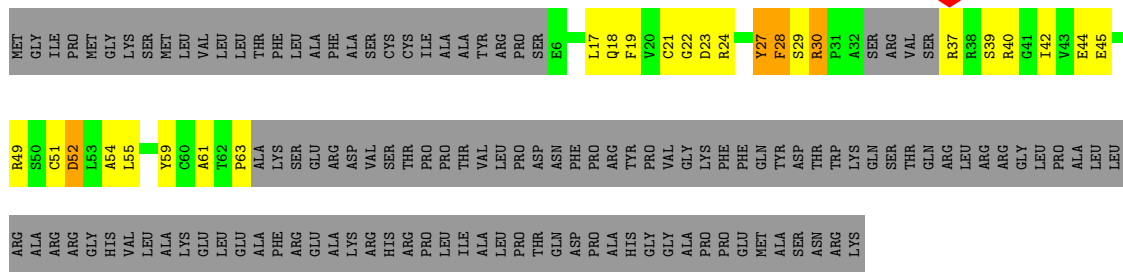 MET GLY ILE PRO MET GLY LYS SER MET LEU VAL LEU LEU THR PHE LEU ALA PHE ALA SER CYS CYS ILE ALA ALA TYR ARG PRO SER E6 L17 Q18 F19 V20 C21 G22 D23 R24 Y27 F28 S29 R30 P31 A32 SER ARG VAL SER R37 R38 S39 R40 G41 I42 V43 E44 E45
R49 S50 C51 D52 L53 A54 L55 Y59 C60 A61 T62 P63 ALA LYS SER GLU ARG ASP VAL SER THR PRO PRO THR VAL LEU PRO ASP ASN PHE PRO ARG TYR PRO VAL GLY LYS PHE PHE GLN TYR ASP THR TRP LYS GLN SER THR GLN ARG LEU ARG ARG GLY LEU PRO ALA LEU LEU
ARG ALA ARG ARG GLY HIS VAL LEU ALA LYS GLU LEU GLU ALA PHE ARG GLU ALA LYS ARG HIS ARG PRO LEU ILE ALA LEU PRO THR GLN ASP PRO ALA HIS GLY GLY ALA PRO PRO GLU MET ALA SER ASN ARG LYS